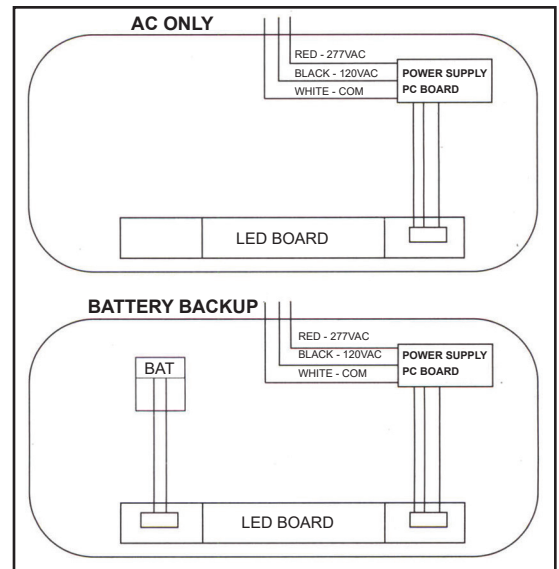 AC ONLY
RED - 277VAC
BLACK - 120VAC
WHITE - COM
POWER SUPPLY
PC BOARD
LED BOARD
BATTERY BACKUP
RED - 277VAC
BLACK - 120VAC
WHITE - COM
POWER SUPPLY
PC BOARD
BAT
LED BOARD